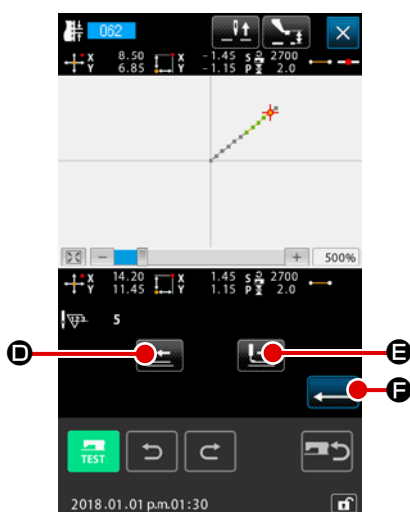 062
X 8.50 X -1.45 S 2700
Y 6.85 Y -1.15 P 2.0
500%
X 14.20 X 1.45 S 2700
Y 11.45 Y 1.15 P 2.0
123 5
D E
F
TEST
2018.01.01 p.m.01:30